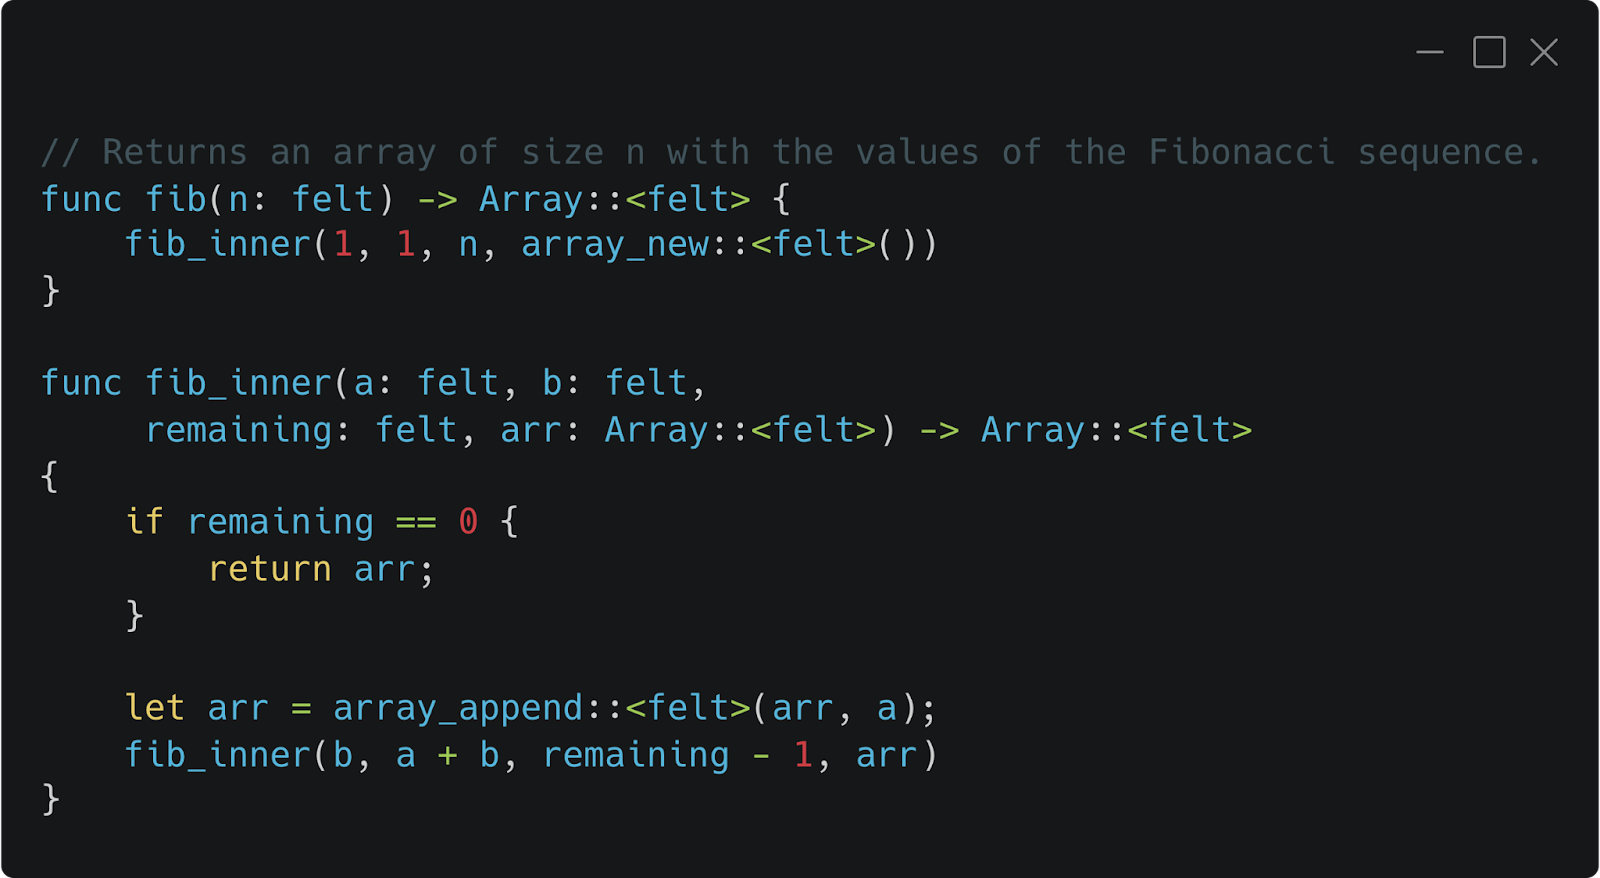 // Returns an array of size n with the values of the Fibonacci sequence.
func fib(n: felt) -> Array::<felt> {
    fib_inner(1, 1, n, array_new::<felt>())
}

func fib_inner(a: felt, b: felt,
     remaining: felt, arr: Array::<felt>) -> Array::<felt>
{
    if remaining == 0 {
        return arr;
    }

    let arr = array_append::<felt>(arr, a);
    fib_inner(b, a + b, remaining - 1, arr)
}